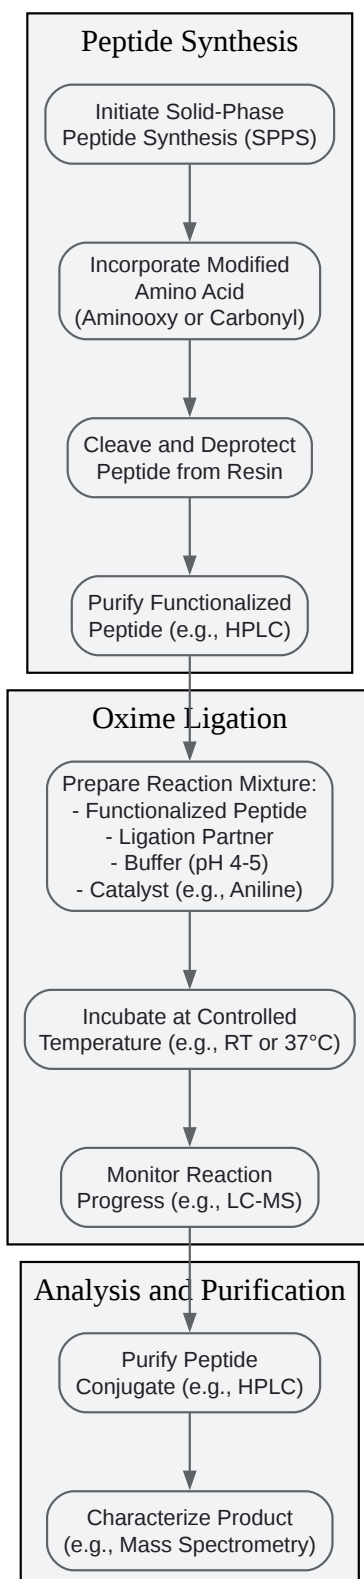 Peptide Synthesis
Initiate Solid-Phase
Peptide Synthesis (SPPS)
Incorporate Modified
Amino Acid
(Aminooxy or Carbonyl)
Cleave and Deprotect
Peptide from Resin
Purify Functionalized
Peptide (e.g., HPLC)
Oxime Ligation
Prepare Reaction Mixture:
- Functionalized Peptide
- Ligation Partner
- Buffer (pH 4-5)
- Catalyst (e.g., Aniline)
Incubate at Controlled
Temperature (e.g., RT or 37°C)
Monitor Reaction
Progress (e.g., LC-MS)
Analysis and Purification
Purify Peptide
Conjugate (e.g., HPLC)
Characterize Product
(e.g., Mass Spectrometry)